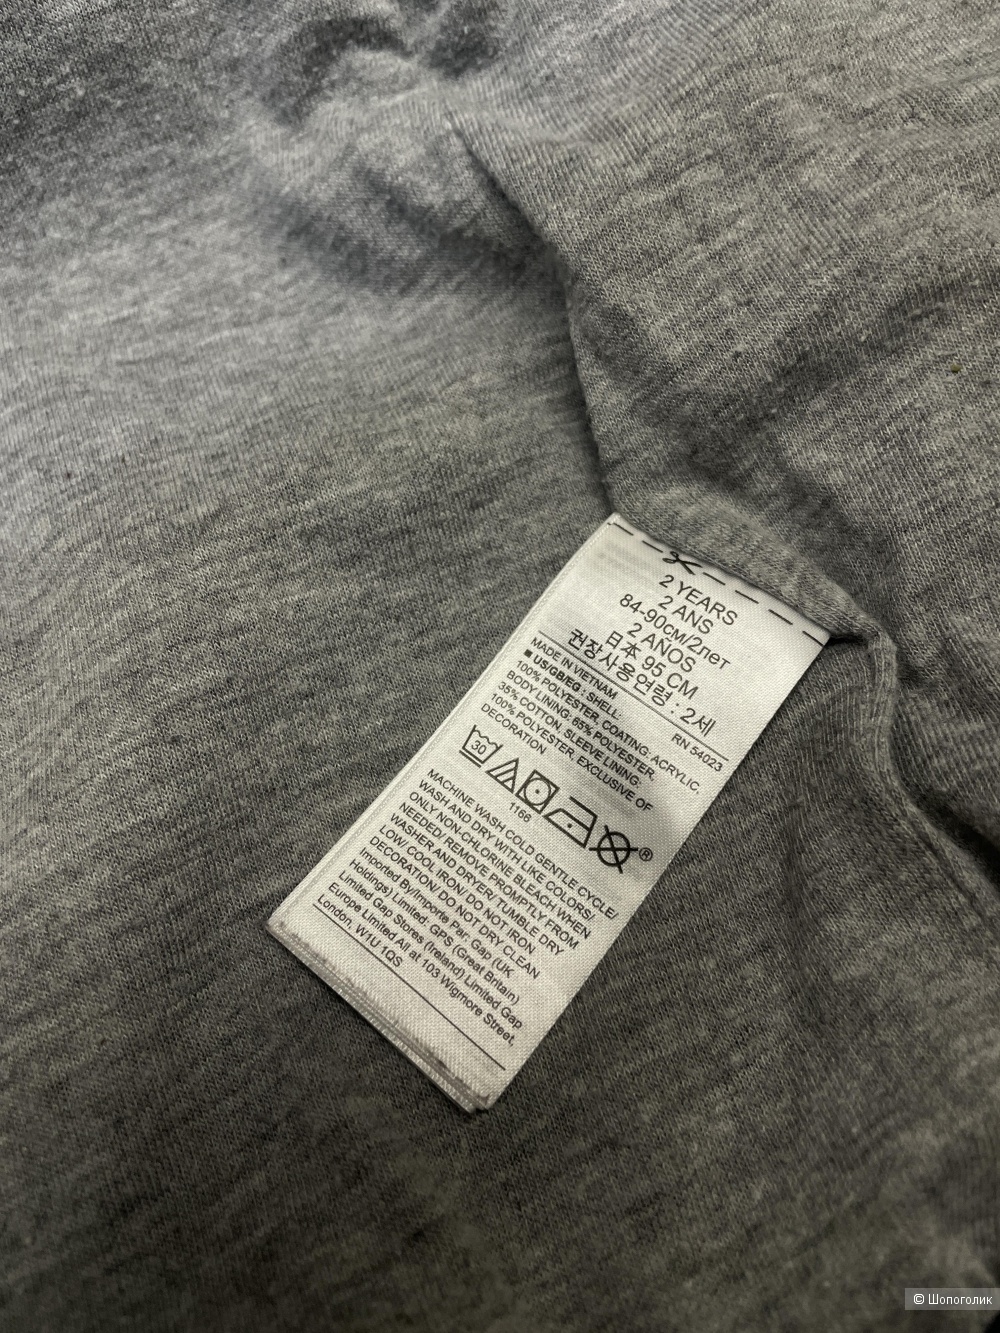 2 YEARS
2 ANS
84-90см/2лет
2 AÑOS
日本 95 CM
권장사용연령 : 2세
MADE IN VIETNAM
RN 54023
■ US/GB/EG : SHELL:
100% POLYESTER, COATING: ACRYLIC,
BODY LINING: 65% POLYESTER,
35% COTTON, SLEEVE LINING:
100% POLYESTER, EXCLUSIVE OF
DECORATION
30
1166
®
MACHINE WASH COLD GENTLE CYCLE/
WASH AND DRY WITH LIKE COLORS/
ONLY NON-CHLORINE BLEACH WHEN
NEEDED/ REMOVE PROMPTLY FROM
WASHER AND DRYER/ TUMBLE DRY
LOW/ COOL IRON/ DO NOT IRON
DECORATION/ DO NOT DRY CLEAN
Imported By/Importe Par: Gap (UK
Holdings) Limited: GPS (Great Britain)
Limited Gap Stores (Ireland) Limited Gap
Europe Limited All at 103 Wigmore Street,
London, W1U 1QS
© Шопоголик